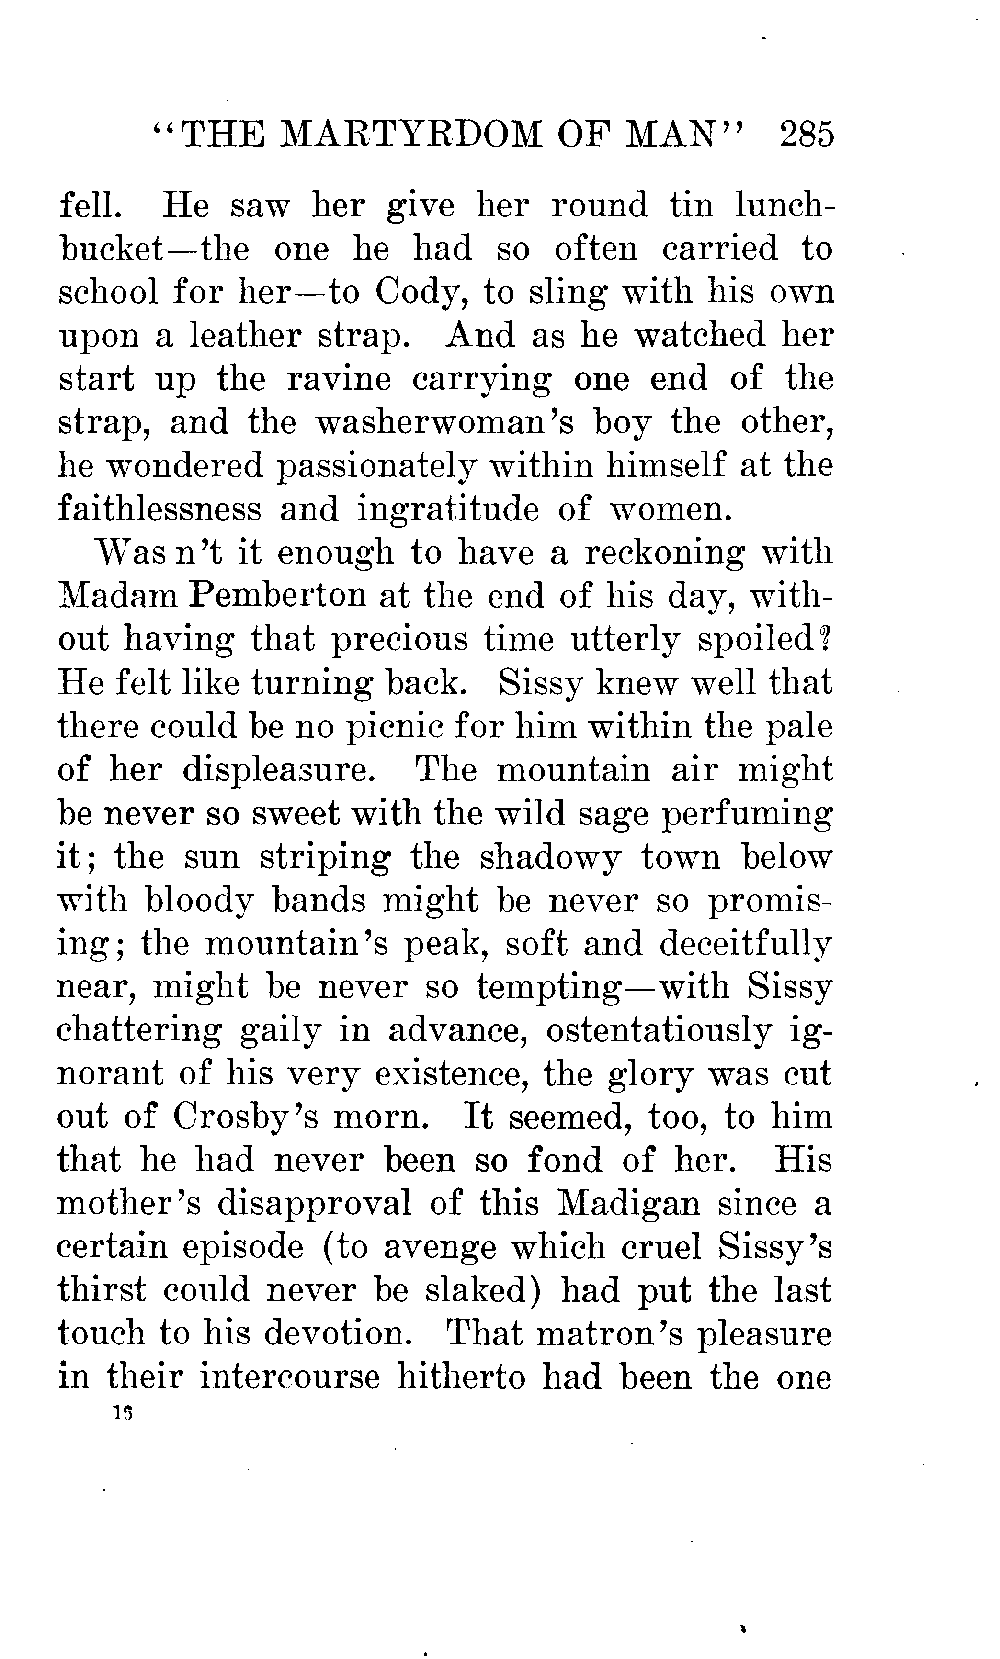 "THE MARTYRDOM OF MAN" 285
fell. He saw her give her round tin lunch-
bucket—the one he had so often carried to
school for her—to Cody, to sling with his own
upon a leather strap. And as he watched her
start up the ravine carrying one end of the
strap, and the washerwoman's boy the other,
he wondered passionately within himself at the
faithlessness and ingratitude of women.
Was n't it enough to have a reckoning with
Madam Pemberton at the end of his day, with-
out having that precious time utterly spoiled?
He felt like turning back. Sissy knew well that
there could be no picnic for him within the pale
of her displeasure. The mountain air might
be never so sweet with the wild sage perfuming
it; the sun striping the shadowy town below
with bloody bands might be never so promis-
ing; the mountain's peak, soft and deceitfully
near, might be never so tempting—with Sissy
chattering gaily in advance, ostentatiously ig-
norant of his very existence, the glory was cut
out of Crosby's morn. It seemed, too, to him
that he had never been so fond of her. His
mother's disapproval of this Madigan since a
certain episode (to avenge which cruel Sissy's
thirst could never be slaked) had put the last
touch to his devotion. That matron's pleasure
in their intercourse hitherto had been the one